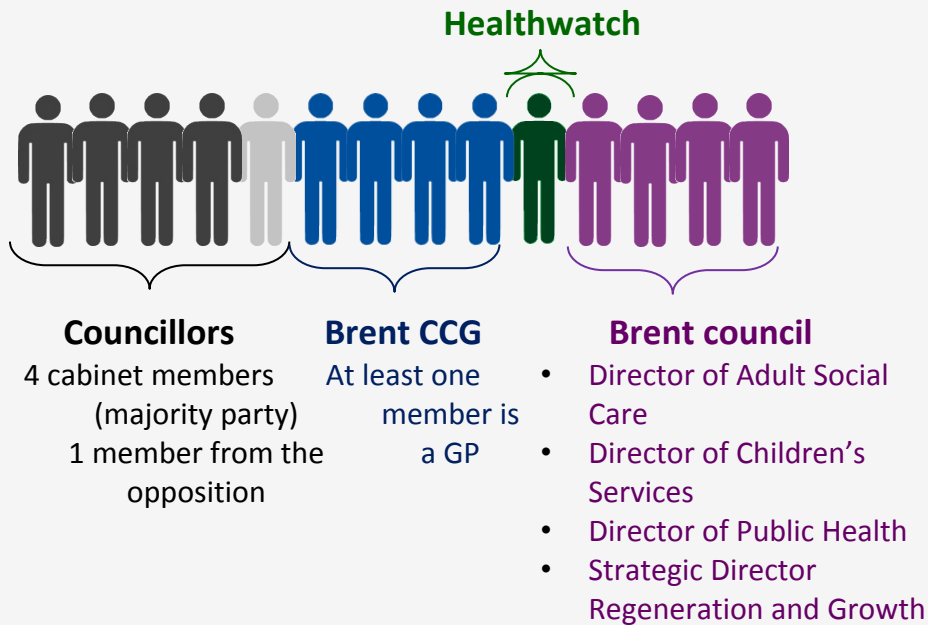 Healthwatch
Councillors
4 cabinet members
(majority party)
1 member from the
opposition
Brent CCG
At least one
member is
a GP
Brent council
• Director of Adult Social
Care
• Director of Children's
Services
• Director of Public Health
• Strategic Director
Regeneration and Growth